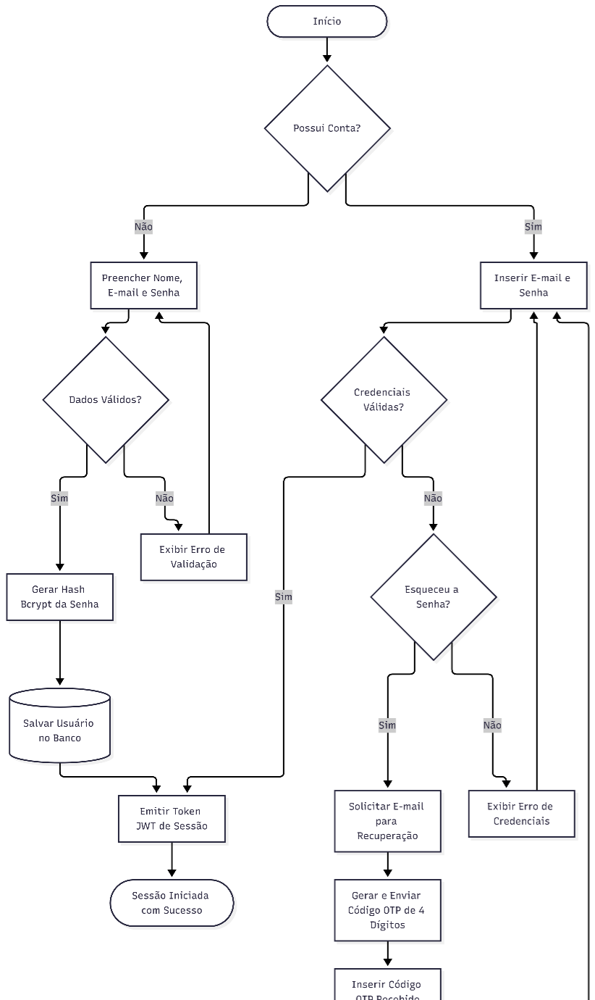 Início
Possui Conta?
Não
Sim
Preencher Nome,
E-mail e Senha
Inserir E-mail e
Senha
Dados Válidos?
Credenciais
Válidas?
Sim
Não
Não
Exibir Erro de
Validação
Gerar Hash
Bcrypt da Senha
Sim
Esqueceu a
Senha?
Salvar Usuário
no Banco
Sim
Não
Emitir Token
JWT de Sessão
Solicitar E-mail
para
Recuperação
Exibir Erro de
Credenciais
Sessão Iniciada
com Sucesso
Gerar e Enviar
Código OTP de 4
Dígitos
Inserir Código
OTP Recebido